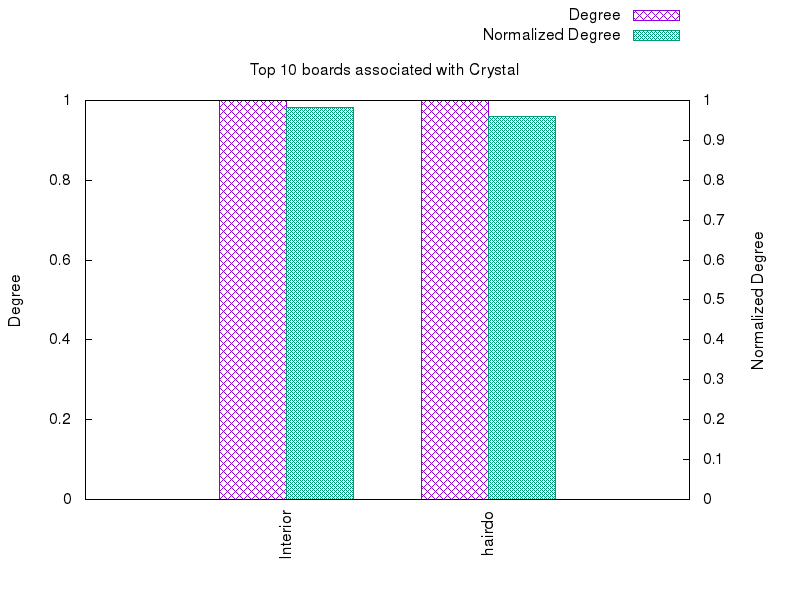 Degree
Normalized Degree
Top 10 boards associated with Crystal
1
0.8
0.6
0.4
0.2
0
Degree
1
0.9
0.8
0.7
0.6
0.5
0.4
0.3
0.2
0.1
0
Normalized Degree
Interior
hairdo